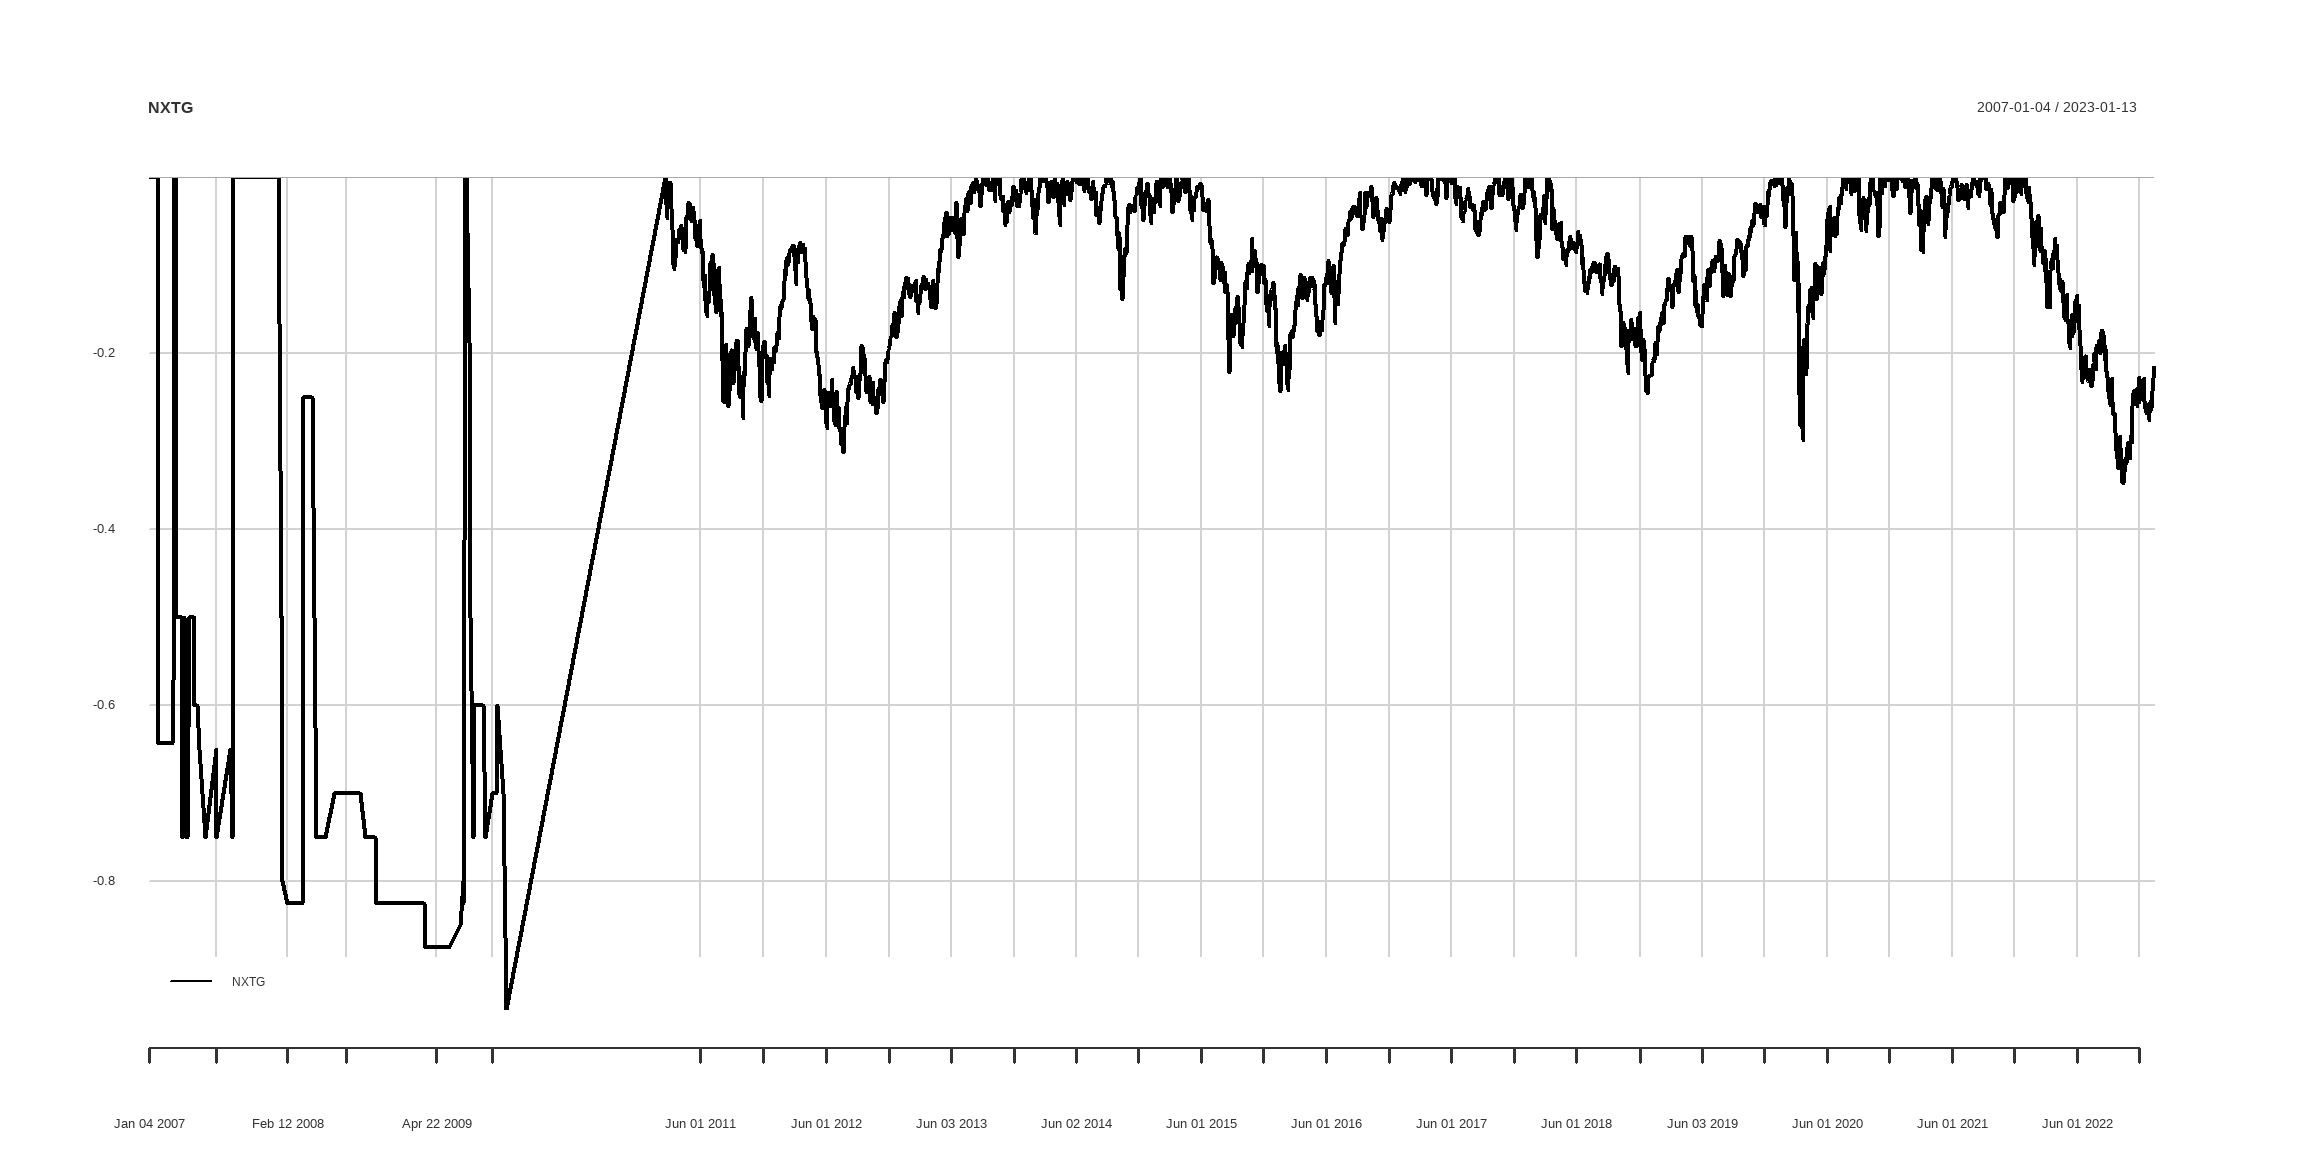 NXTG
2007-01-04 / 2023-01-13
-0.2
-0.4
-0.6
-0.8
NXTG
Jan 04 2007 Feb 12 2008 Apr 22 2009 Jun 01 2011 Jun 01 2012 Jun 03 2013 Jun 02 2014 Jun 01 2015 Jun 01 2016 Jun 01 2017 Jun 01 2018 Jun 03 2019 Jun 01 2020 Jun 01 2021 Jun 01 2022